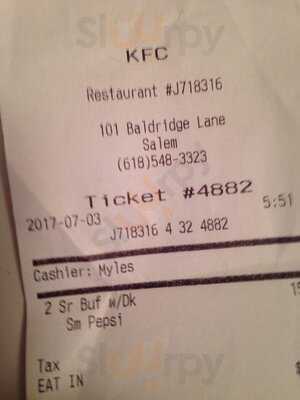 KFC
Restaurant #J718316
101 Baldridge Lane
Salem
(618)548-3323
Ticket #4882
2017-07-03 5:51
J718316 4 32 4882
Cashier: Myles
2 Sr Buf w/Dk
Sm Pepsi
Tax
EAT IN